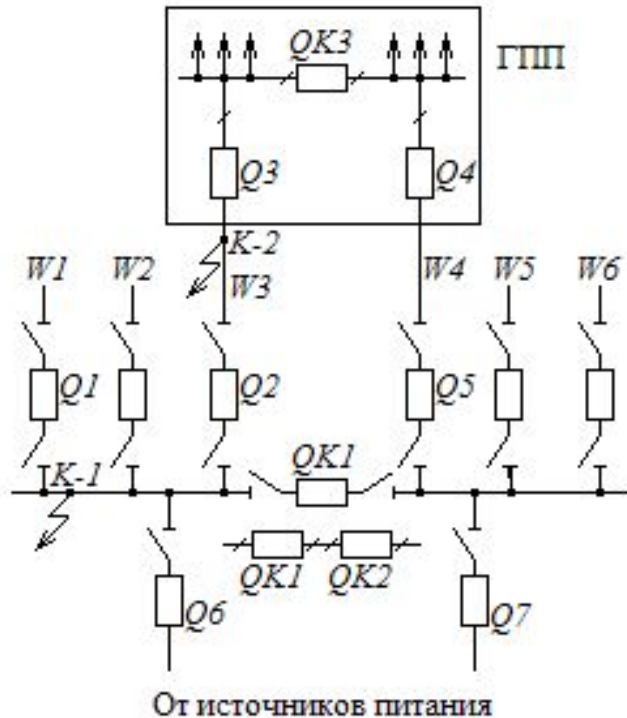 QK3
ГПП
Q3
Q4
K-2
W1
W2
W3
W4
W5
W6
Q1
Q2
Q5
K-1
QK1
QK1
QK2
Q6
Q7
От источников питания